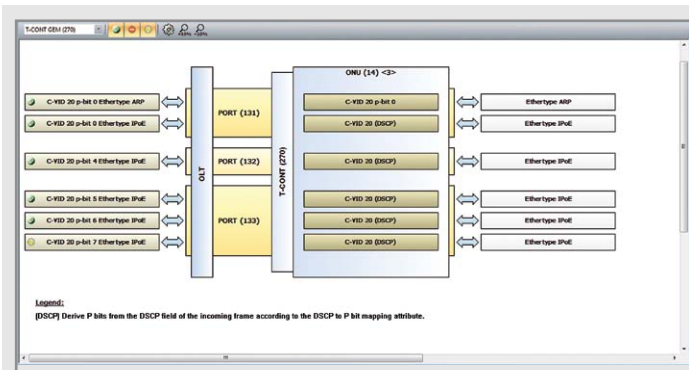 T-CONT GEM (270)
ONU (14) <3>
C-VID 20 p-bit 0 Ethertype ARP
PORT (131)
C-VID 20 p-bit 0
Ethertype ARP
C-VID 20 p-bit 0 Ethertype IPoE
C-VID 20 (DSCP)
Ethertype IPoE
C-VID 20 p-bit 4 Ethertype IPoE
OLT
PORT (132)
T-CONT (270)
C-VID 20 (DSCP)
Ethertype IPoE
C-VID 20 p-bit 5 Ethertype IPoE
C-VID 20 (DSCP)
Ethertype IPoE
C-VID 20 p-bit 6 Ethertype IPoE
PORT (133)
C-VID 20 (DSCP)
Ethertype IPoE
C-VID 20 p-bit 7 Ethertype IPoE
C-VID 20 (DSCP)
Ethertype IPoE
Legend:
(DSCP) Derive P bits from the DSCP field of the incoming frame according to the DSCP to P bit mapping attribute.